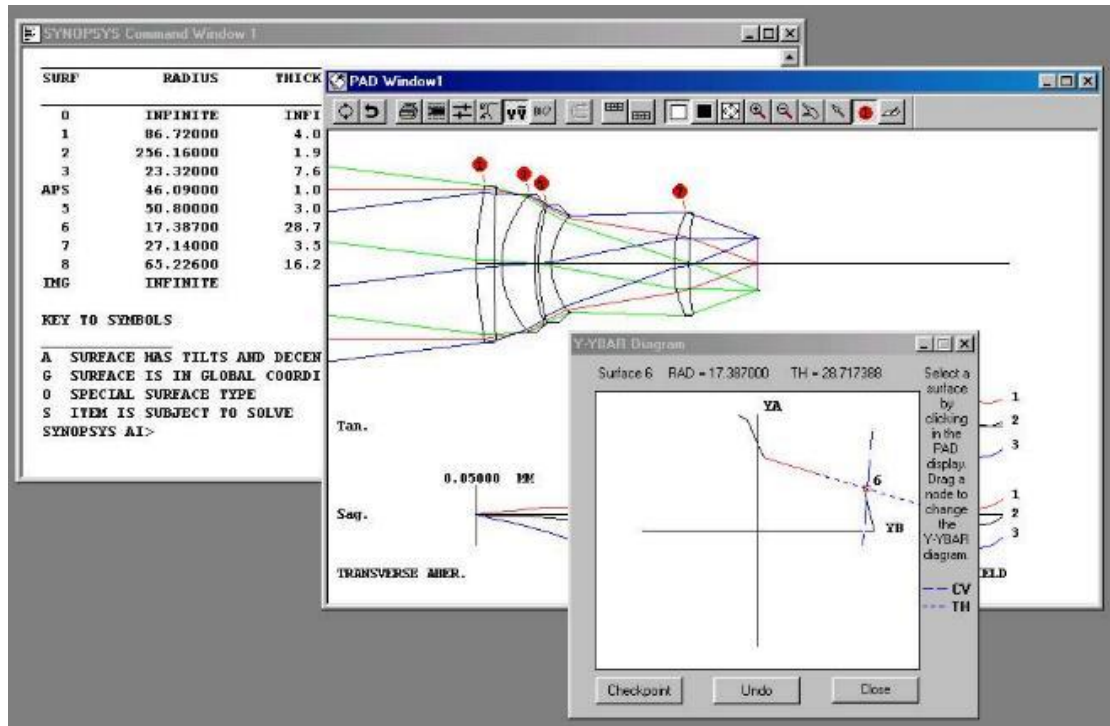 SYNOPSYS Command Window 1
SURF RADIUS THICK
0 INFINITE INFI
1 86.72000 4.0
2 256.16000 1.9
3 23.32000 7.6
APS 46.09000 1.0
5 50.80000 3.0
6 17.38700 28.7
7 27.14000 3.5
8 65.22600 16.2
IMG INFINITE
KEY TO SYMBOLS
A SURFACE HAS TILTS AND DECEN
G SURFACE IS IN GLOBAL COORDI
O SPECIAL SURFACE TYPE
S ITEM IS SUBJECT TO SOLVE
SYNOPSYS AI>
PAD Window1
Tan.
1
2
3
0.05000 MM
Sag.
1
2
3
TRANSVERSE ABER.
ELD
Y-YBAR Diagram
Surface 6 RAD = 17.387000 TH = 28.717388
YA
6
YB
Select a
surface
by
clicking
in the
PAD
display.
Drag a
node to
change
the
Y-YBAR
diagram.
CV
TH
Checkpoint Undo Close